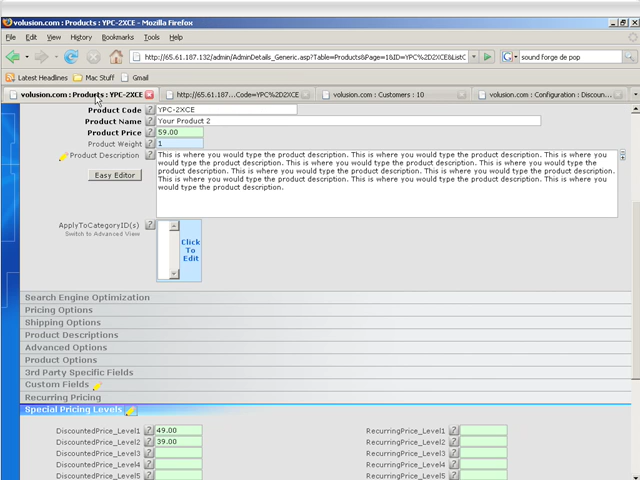 volusion.com : Products : YPC-2XCE - Mozilla Firefox
File Edit View History Bookmarks Tools Help
http://65.61.187.132/admin/AdminDetails_Generic.asp?Table=Products&Page=1&ID=YPC%2D2XCE&ListC
sound forge de pop
Latest Headlines Mac Stuff Gmail
volusion.com : Products : YPC-2XCE
http://65.61.187...Code=YPC%2D2XCE
volusion.com : Customers : 10
volusion.com : Configuration : Discoun...
Product Code ? YPC-2XCE
Product Name ? Your Product 2
Product Price ? 59.00
Product Weight ? 1
Product Description ? This is where you would type the product description. This is where you would type the product description. This is where you
would type the product description. This is where you would type the product description. This is where you would type the
product description. This is where you would type the product description. This is where you would type the product description.
This is where you would type the product description. This is where you would type the product description. This is where you
would type the product description.
Easy Editor
ApplyToCategoryID(s) ?
Switch to Advanced View
Click
To
Edit
Search Engine Optimization
Pricing Options
Shipping Options
Product Descriptions
Advanced Options
Product Options
3rd Party Specific Fields
Custom Fields
Recurring Pricing
Special Pricing Levels
DiscountedPrice_Level1 ? 49.00 RecurringPrice_Level1 ?
DiscountedPrice_Level2 ? 39.00 RecurringPrice_Level2 ?
DiscountedPrice_Level3 ? RecurringPrice_Level3 ?
DiscountedPrice_Level4 ? RecurringPrice_Level4 ?
DiscountedPrice_Level5 ? RecurringPrice_Level5 ?